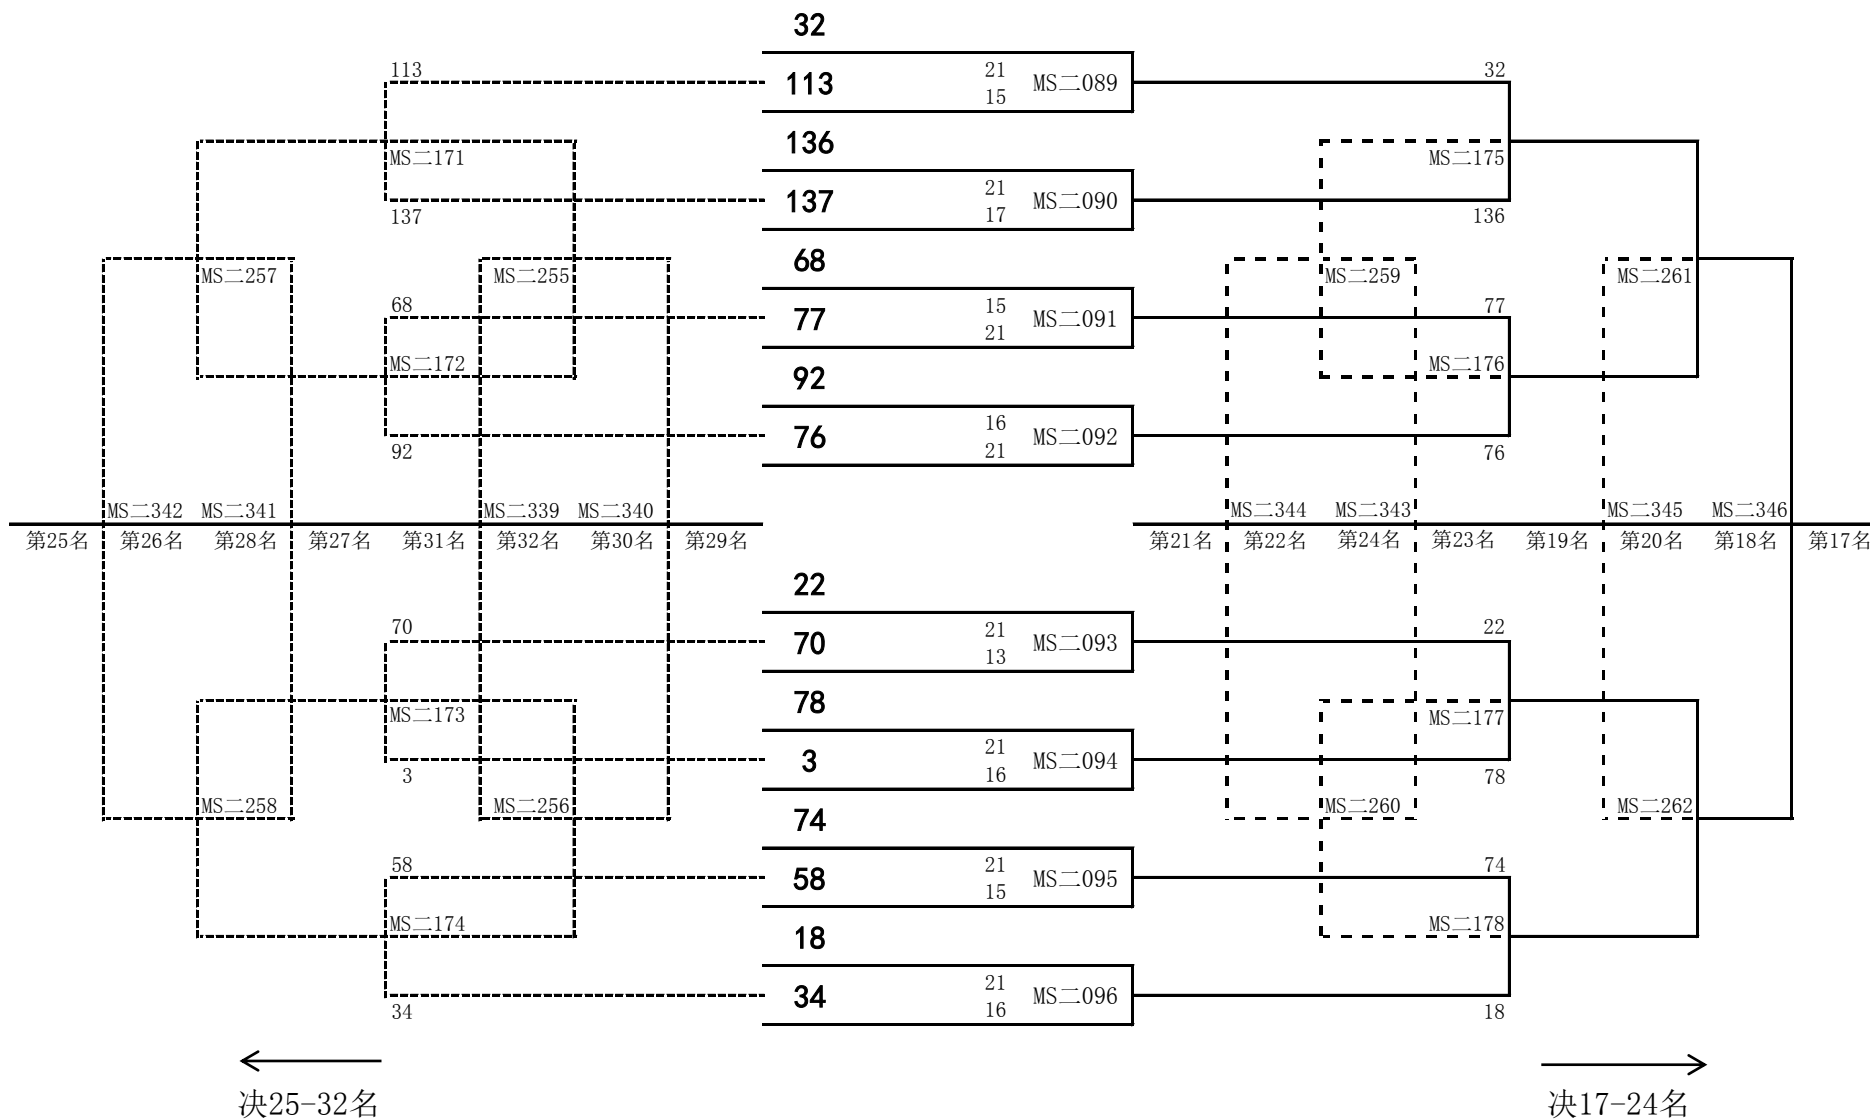 32
113 113 21 MS二089 32
15
136
MS二171 MS二175
137 21 MS二090
137 17 136
68
MS二257 MS二255 MS二259 MS二261
68 77 15 MS二091 77
21
MS二172 92 MS二176
92 76 16 MS二092 76
21
MS二342 MS二341 MS二339 MS二340 MS二344 MS二343 MS二345 MS二346
第25名 第26名 第28名 第27名 第31名 第32名 第30名 第29名 第21名 第22名 第24名 第23名 第19名 第20名 第18名 第17名
22
70 70 21 MS二093 22
13
78
MS二173 MS二177
3 21 MS二094
3 16 78
MS二258 MS二256 74 MS二260 MS二262
58 58 21 MS二095 74
15
MS二174 18 MS二178
34 21 MS二096
34 16 18
决25-32名 决17-24名